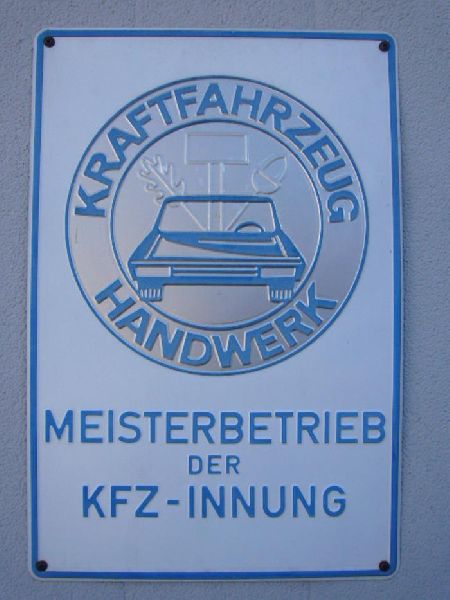 KRAFTFAHRZEUG
HANDWERK
MEISTERBETRIEB
DER
KFZ-INNUNG